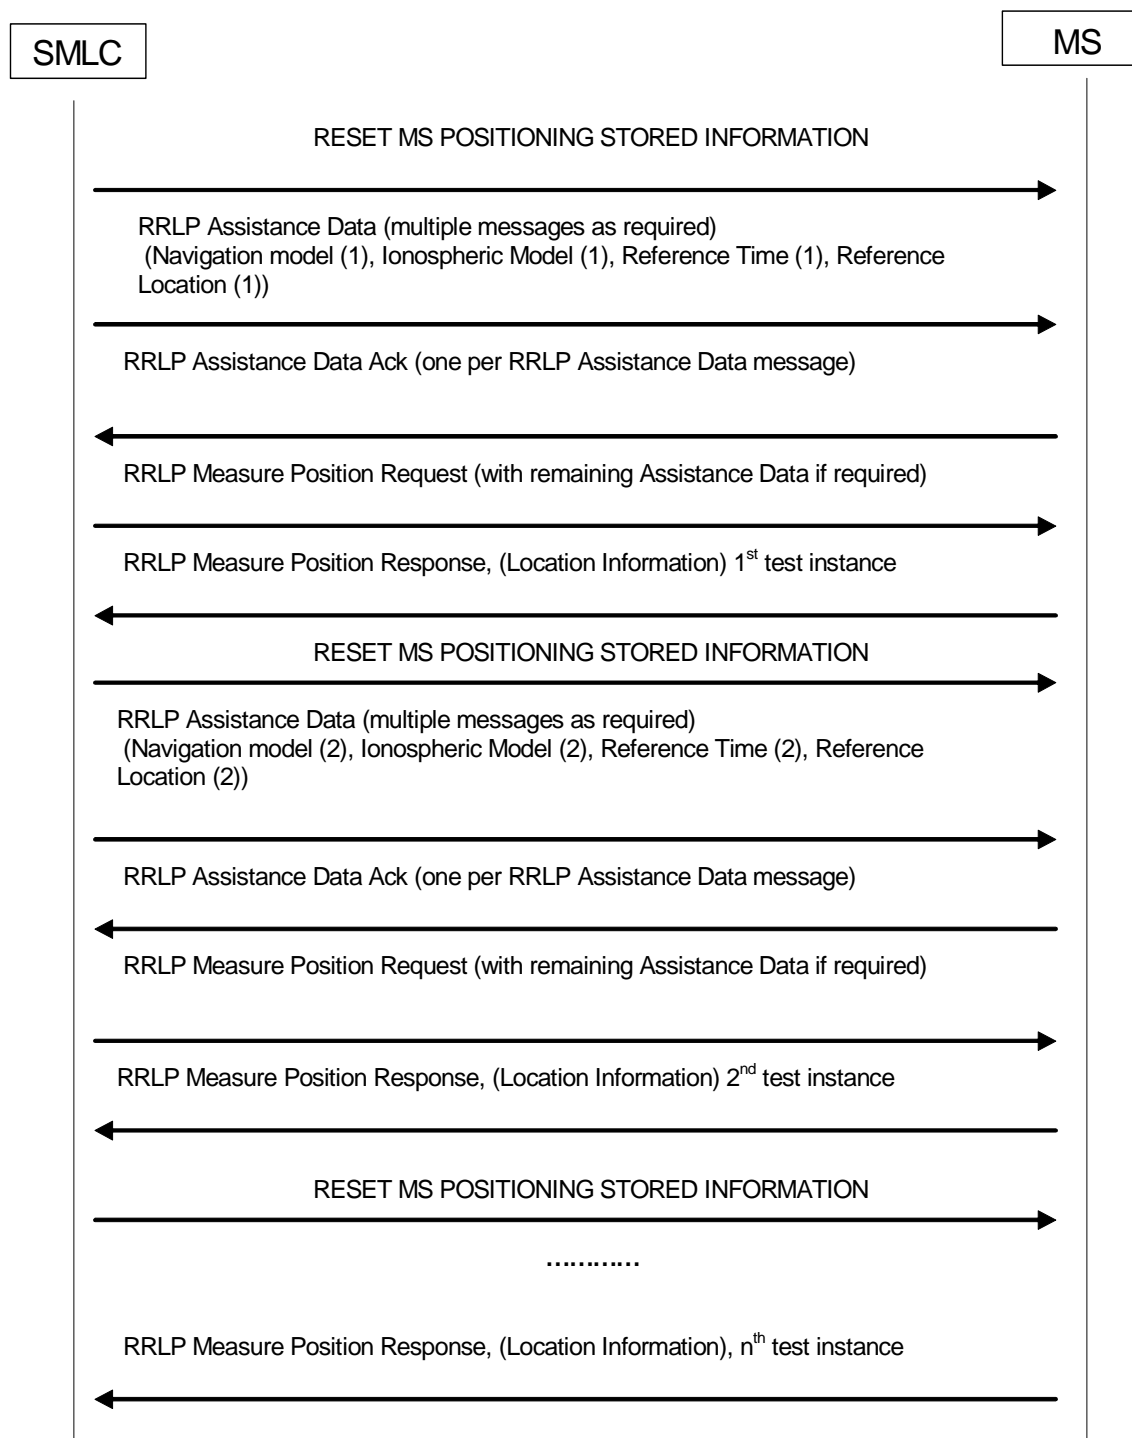 SMLC
MS
RESET MS POSITIONING STORED INFORMATION
RRLP Assistance Data (multiple messages as required)
(Navigation model (1), Ionospheric Model (1), Reference Time (1), Reference
Location (1))
RRLP Assistance Data Ack (one per RRLP Assistance Data message)
RRLP Measure Position Request (with remaining Assistance Data if required)
RRLP Measure Position Response, (Location Information) 1st test instance
RESET MS POSITIONING STORED INFORMATION
RRLP Assistance Data (multiple messages as required)
(Navigation model (2), Ionospheric Model (2), Reference Time (2), Reference
Location (2))
RRLP Assistance Data Ack (one per RRLP Assistance Data message)
RRLP Measure Position Request (with remaining Assistance Data if required)
RRLP Measure Position Response, (Location Information) 2nd test instance
RESET MS POSITIONING STORED INFORMATION
............
RRLP Measure Position Response, (Location Information), nth test instance